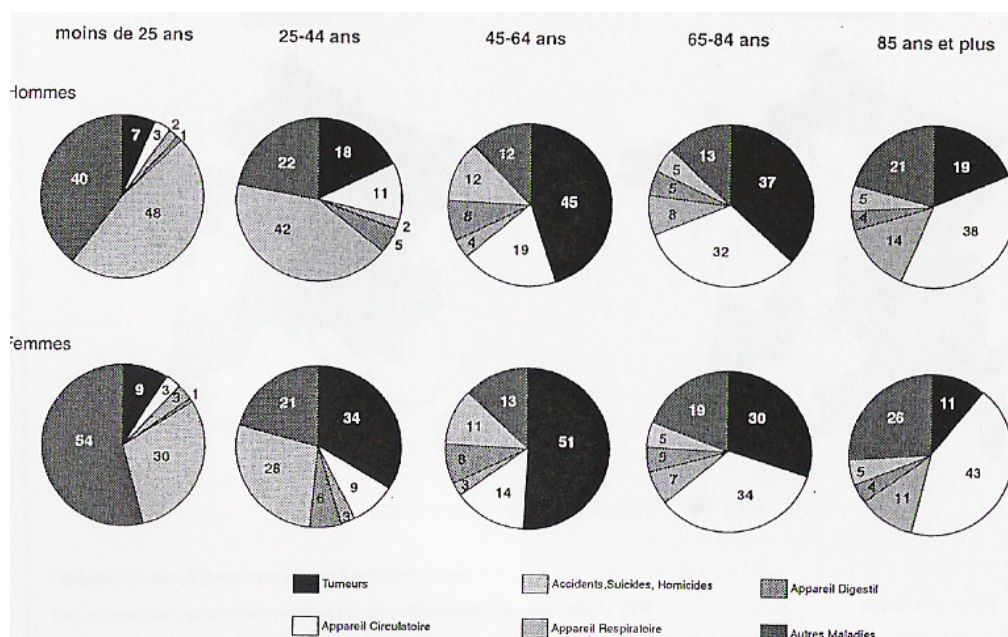 moins de 25 ans 25-44 ans 45-64 ans 65-84 ans 85 ans et plus
Hommes
7 3 2 1 48 40
18 11 2 5 42 22
45 19 4 8 12 12
37 32 8 5 5 13
19 38 14 4 5 21
Femmes
9 3 3 1 30 54
34 9 3 6 21
51 14 3 8 11 13
30 34 7 5 5 19
11 43 11 4 5 26
Tumeurs Accidents,Suicides, Homicides Appareil Digestif
Appareil Circulatoire Appareil Respiratoire Autres Maladies